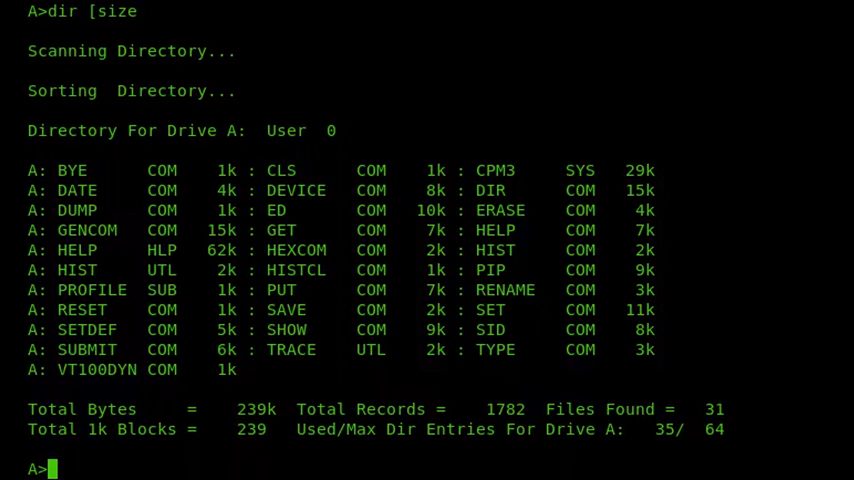 A>dir [size
Scanning Directory...
Sorting  Directory...
Directory For Drive A:  User  0
A: BYE      COM    1k : CLS      COM    1k : CPM3     SYS   29k
A: DATE     COM    4k : DEVICE   COM    8k : DIR      COM   15k
A: DUMP     COM    1k : ED       COM   10k : ERASE    COM    4k
A: GENCOM   COM   15k : GET      COM    7k : HELP     COM    7k
A: HELP     HLP   62k : HEXCOM   COM    2k : HIST     COM    2k
A: HIST     UTL    2k : HISTCL   COM    1k : PIP      COM    9k
A: PROFILE  SUB    1k : PUT      COM    7k : RENAME   COM    3k
A: RESET    COM    1k : SAVE     COM    2k : SET      COM   11k
A: SETDEF   COM    5k : SHOW     COM    9k : SID      COM    8k
A: SUBMIT   COM    6k : TRACE    UTL    2k : TYPE     COM    3k
A: VT100DYN COM    1k
Total Bytes     =    239k  Total Records =    1782  Files Found =   31
Total 1k Blocks =    239   Used/Max Dir Entries For Drive A:   35/  64
A>